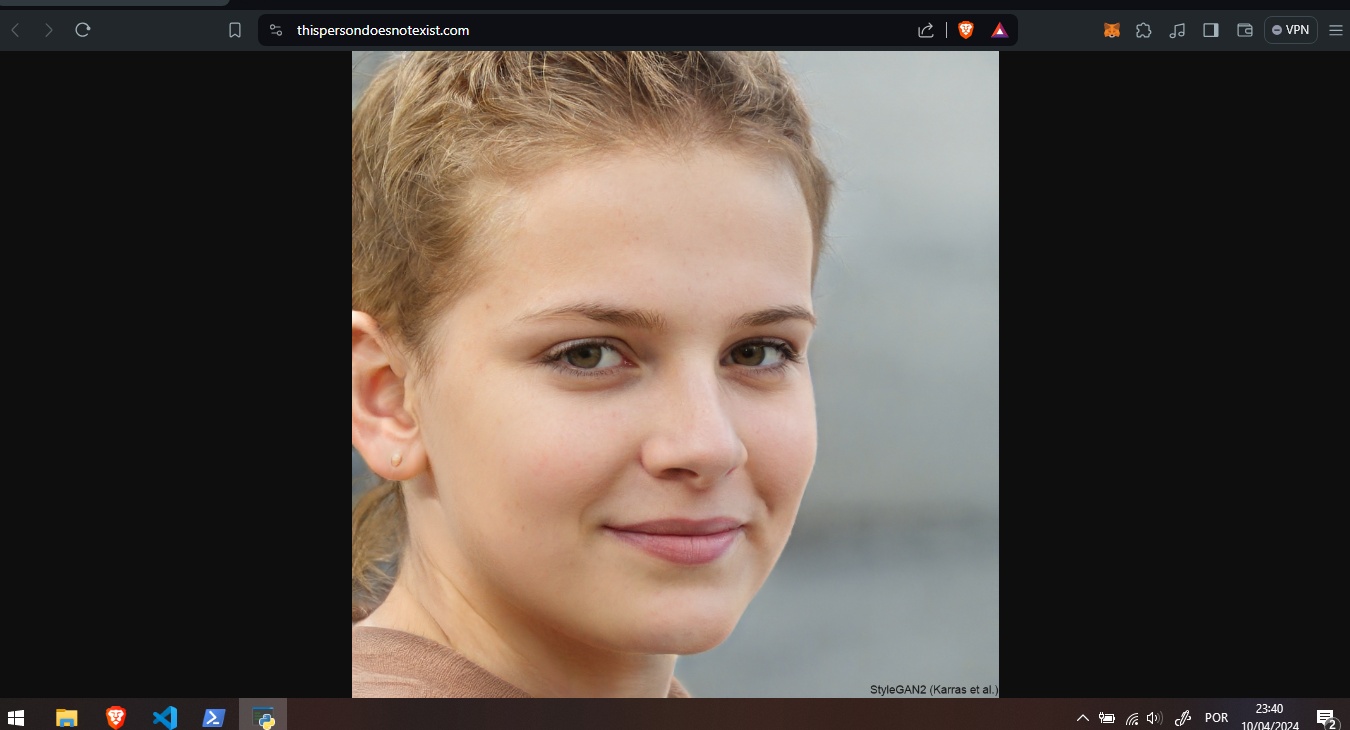 thispersondoesnotexist.com
VPN
StyleGAN2 (Karras et al.)
POR
23:40
10/04/2024
2